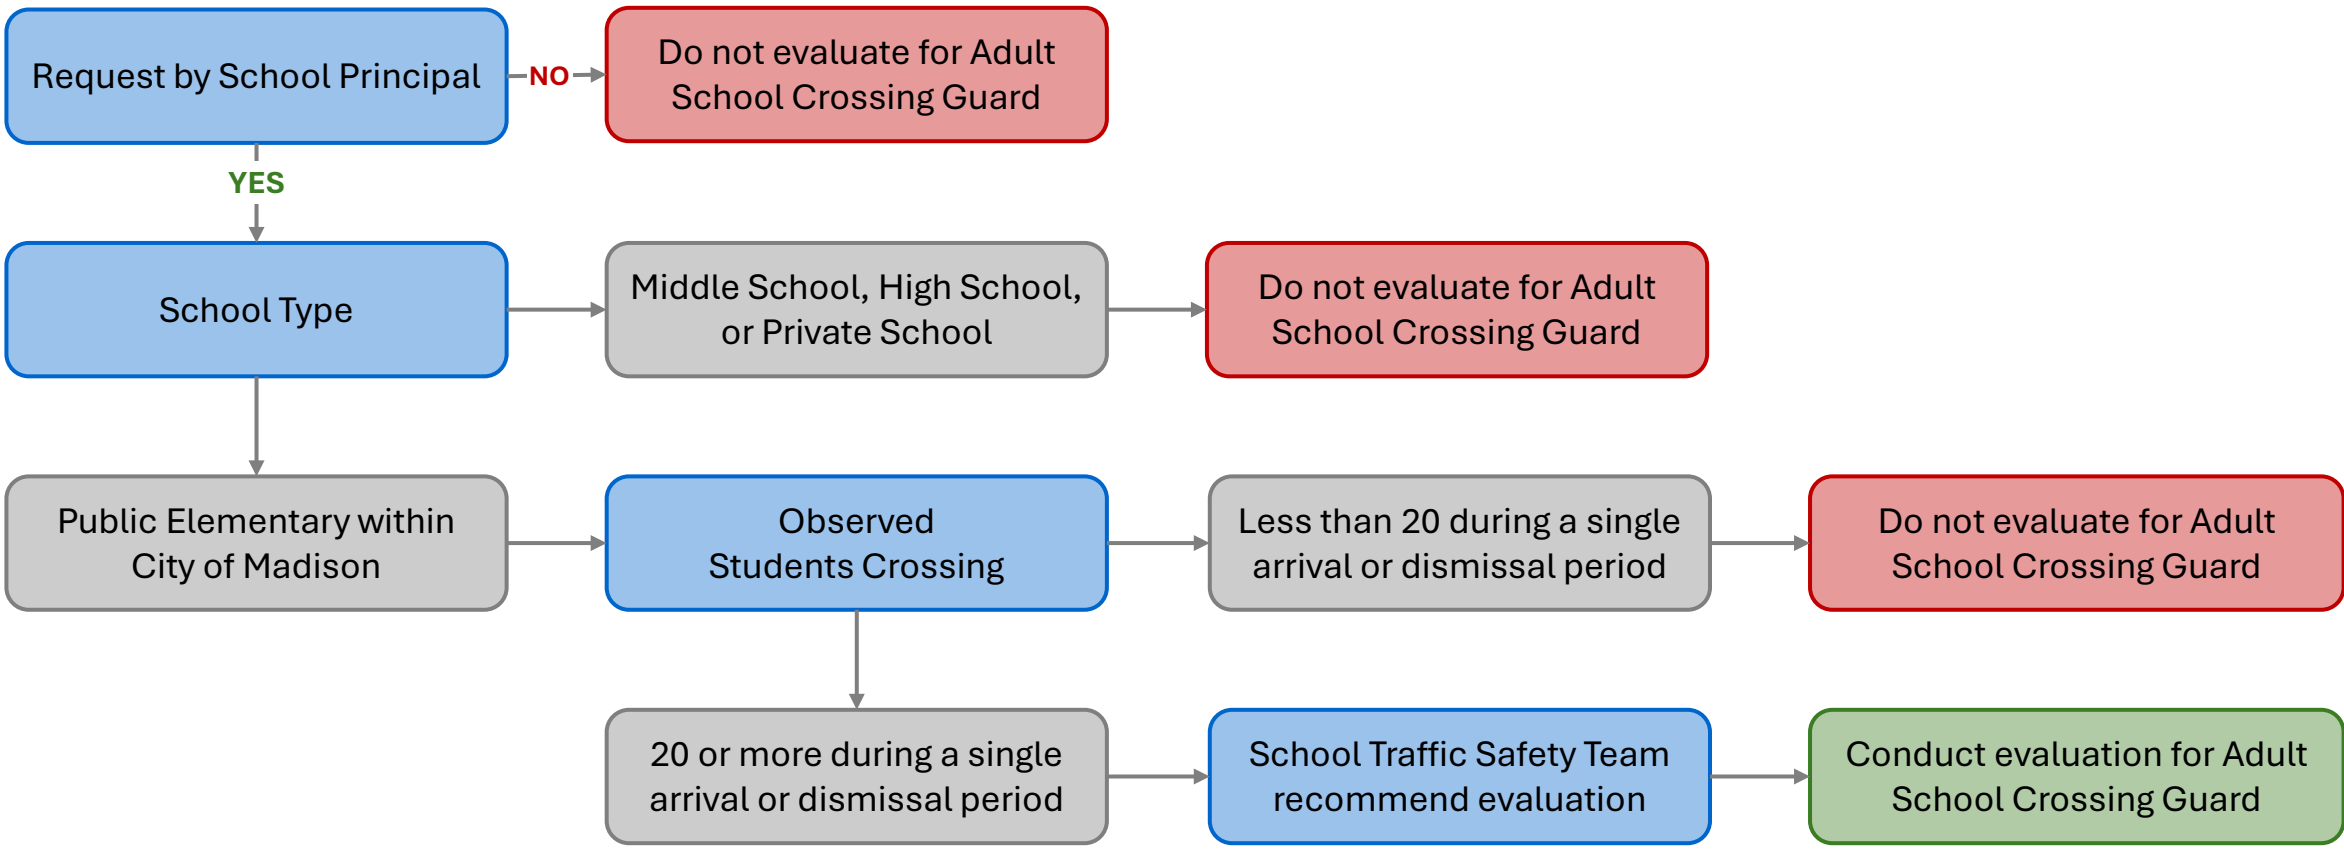 Request by School Principal
NO
Do not evaluate for Adult
School Crossing Guard
YES
School Type
Middle School, High School,
or Private School
Do not evaluate for Adult
School Crossing Guard
Public Elementary within
City of Madison
Observed
Students Crossing
Less than 20 during a single
arrival or dismissal period
Do not evaluate for Adult
School Crossing Guard
20 or more during a single
arrival or dismissal period
School Traffic Safety Team
recommend evaluation
Conduct evaluation for Adult
School Crossing Guard